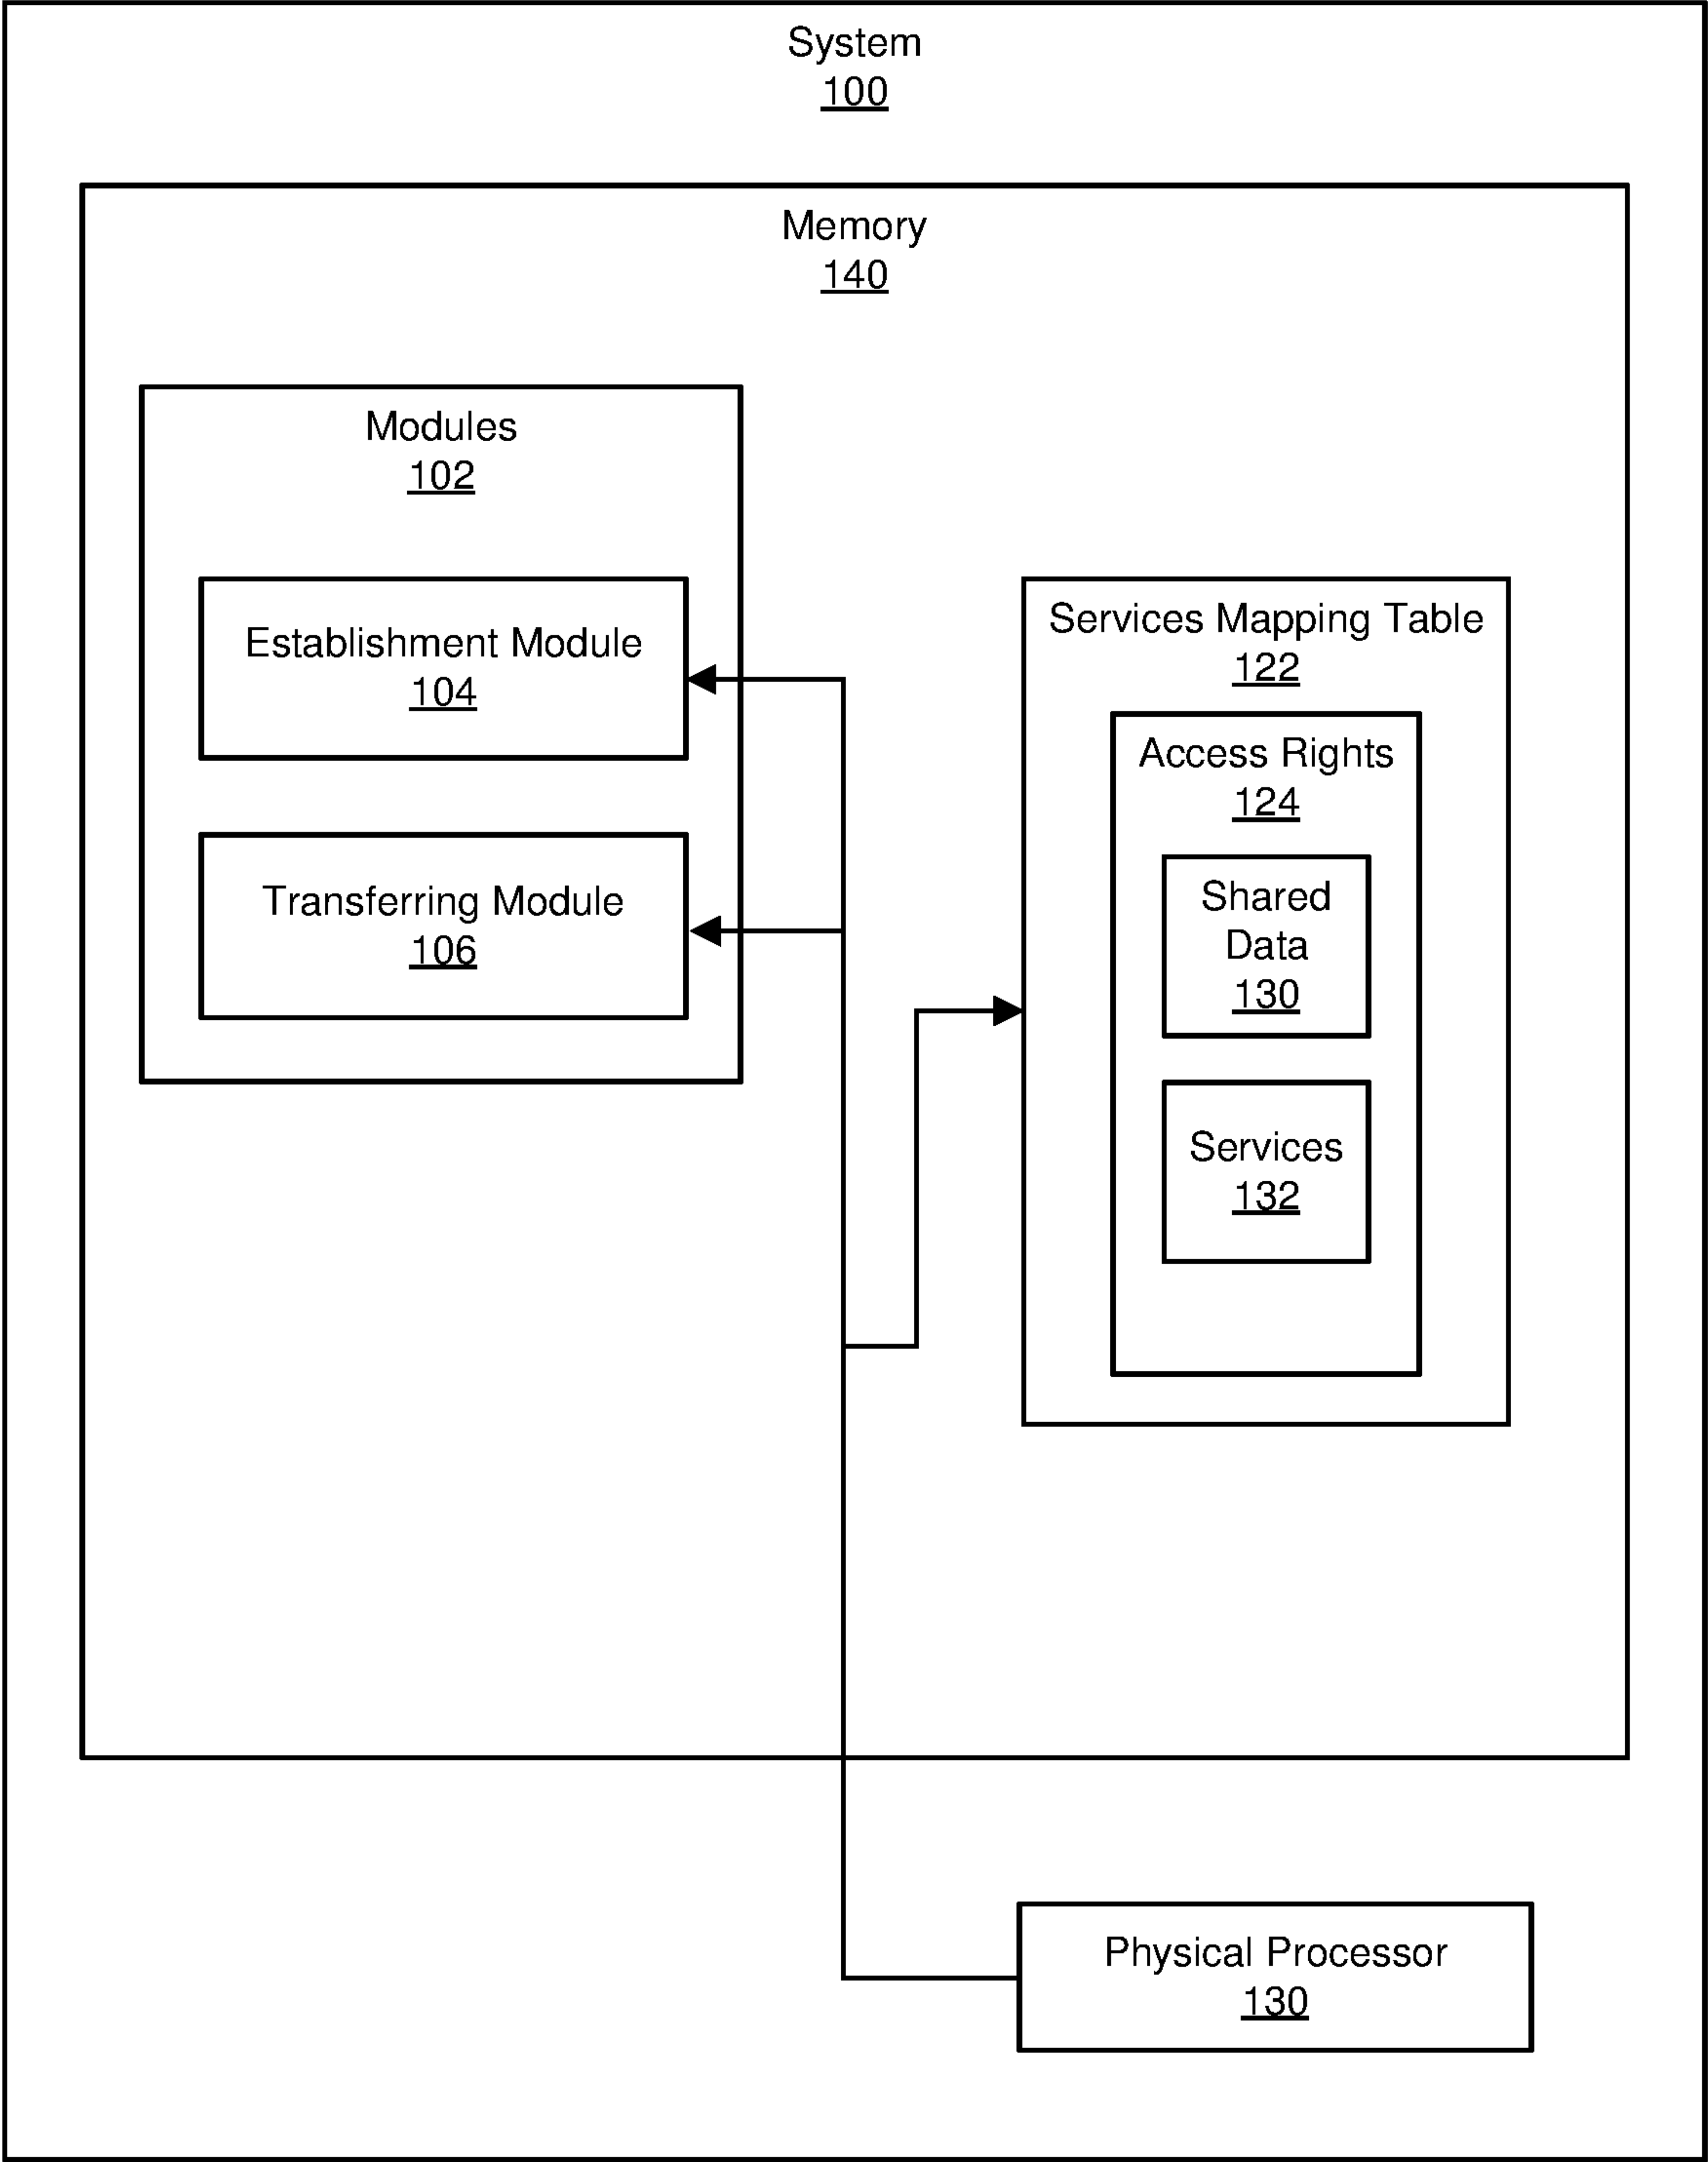 System
100
Memory
140
Modules
102
Establishment Module
104
Transferring Module
106
Services Mapping Table
122
Access Rights
124
Shared
Data
130
Services
132
Physical Processor
130